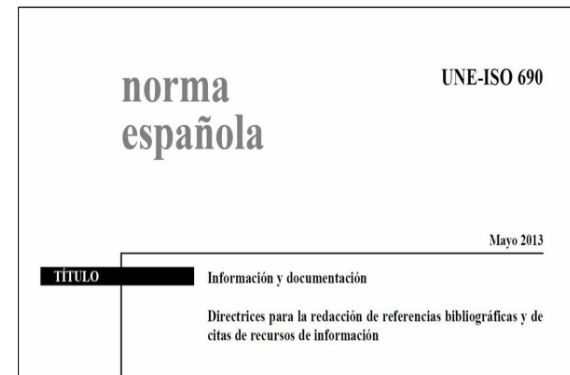 norma
española
UNE-ISO 690
Mayo 2013
TÍTULO
Información y documentación
Directrices para la redacción de referencias bibliográficas y de
citas de recursos de información